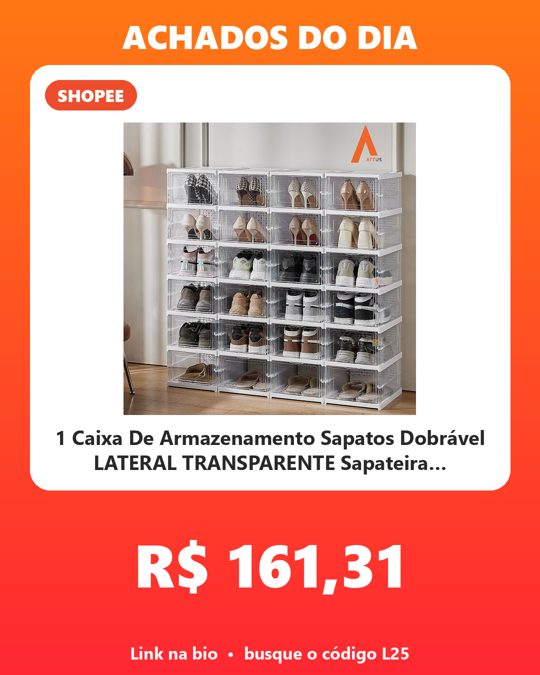 ACHADOS DO DIA
SHOPEE
ARTUS
1 Caixa De Armazenamento Sapatos Dobrável
LATERAL TRANSPARENTE Sapateira...
R$ 161,31
Link na bio • busque o código L25